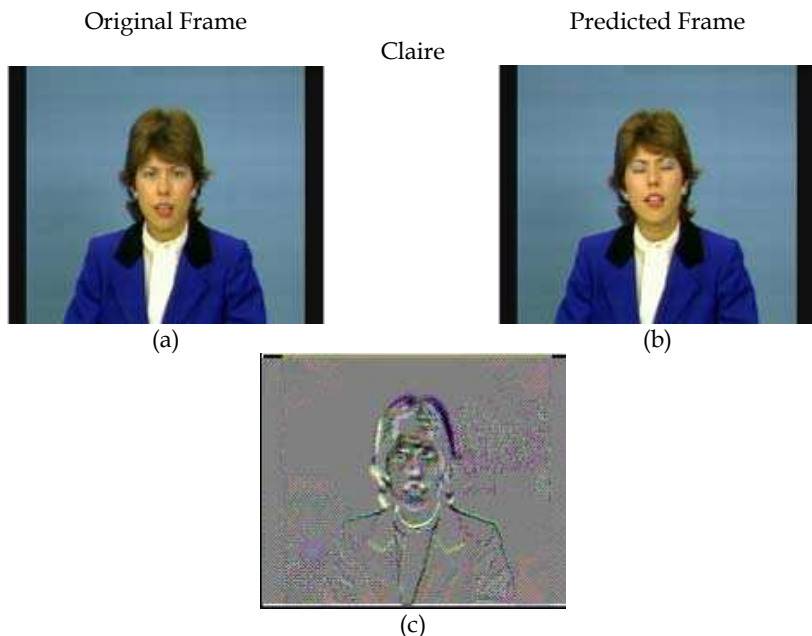 Original Frame
Predicted Frame
Claire
(a)
(b)
(c)